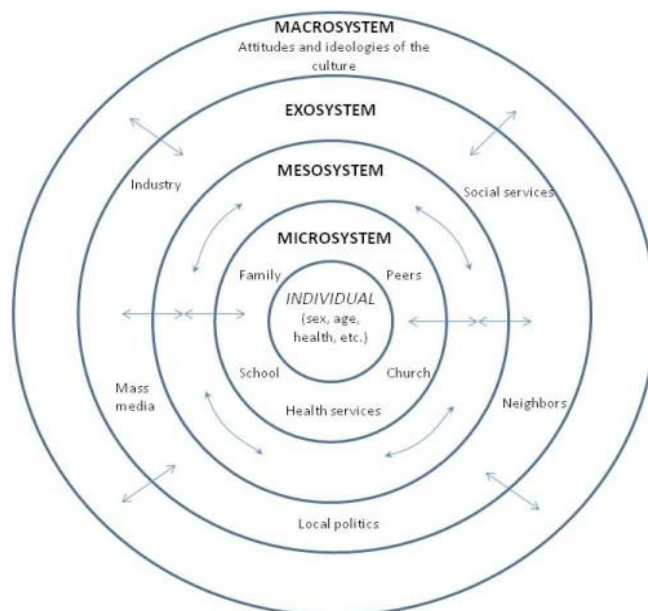 MACROSYSTEM
Attitudes and ideologies of the
culture
EXOSYSTEM
MESOSYSTEM
Industry
Social services
MICROSYSTEM
Family
Peers
INDIVIDUAL
(sex, age,
health, etc.)
School
Church
Mass
media
Health services
Neighbors
Local politics